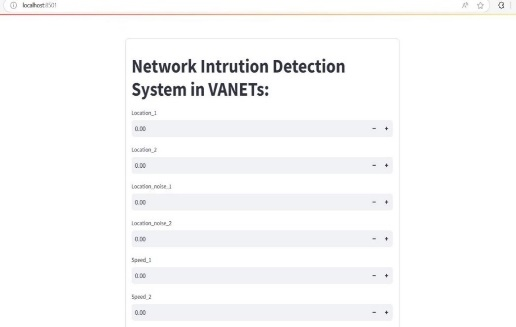 localhost:8501
Network Intrution Detection
System in VANETs:
Location_1
0.00
- +
Location_2
0.00
- +
Location_noise_1
0.00
- +
Location_noise_2
0.00
- +
Speed_1
0.00
- +
Speed_2
0.00
- +